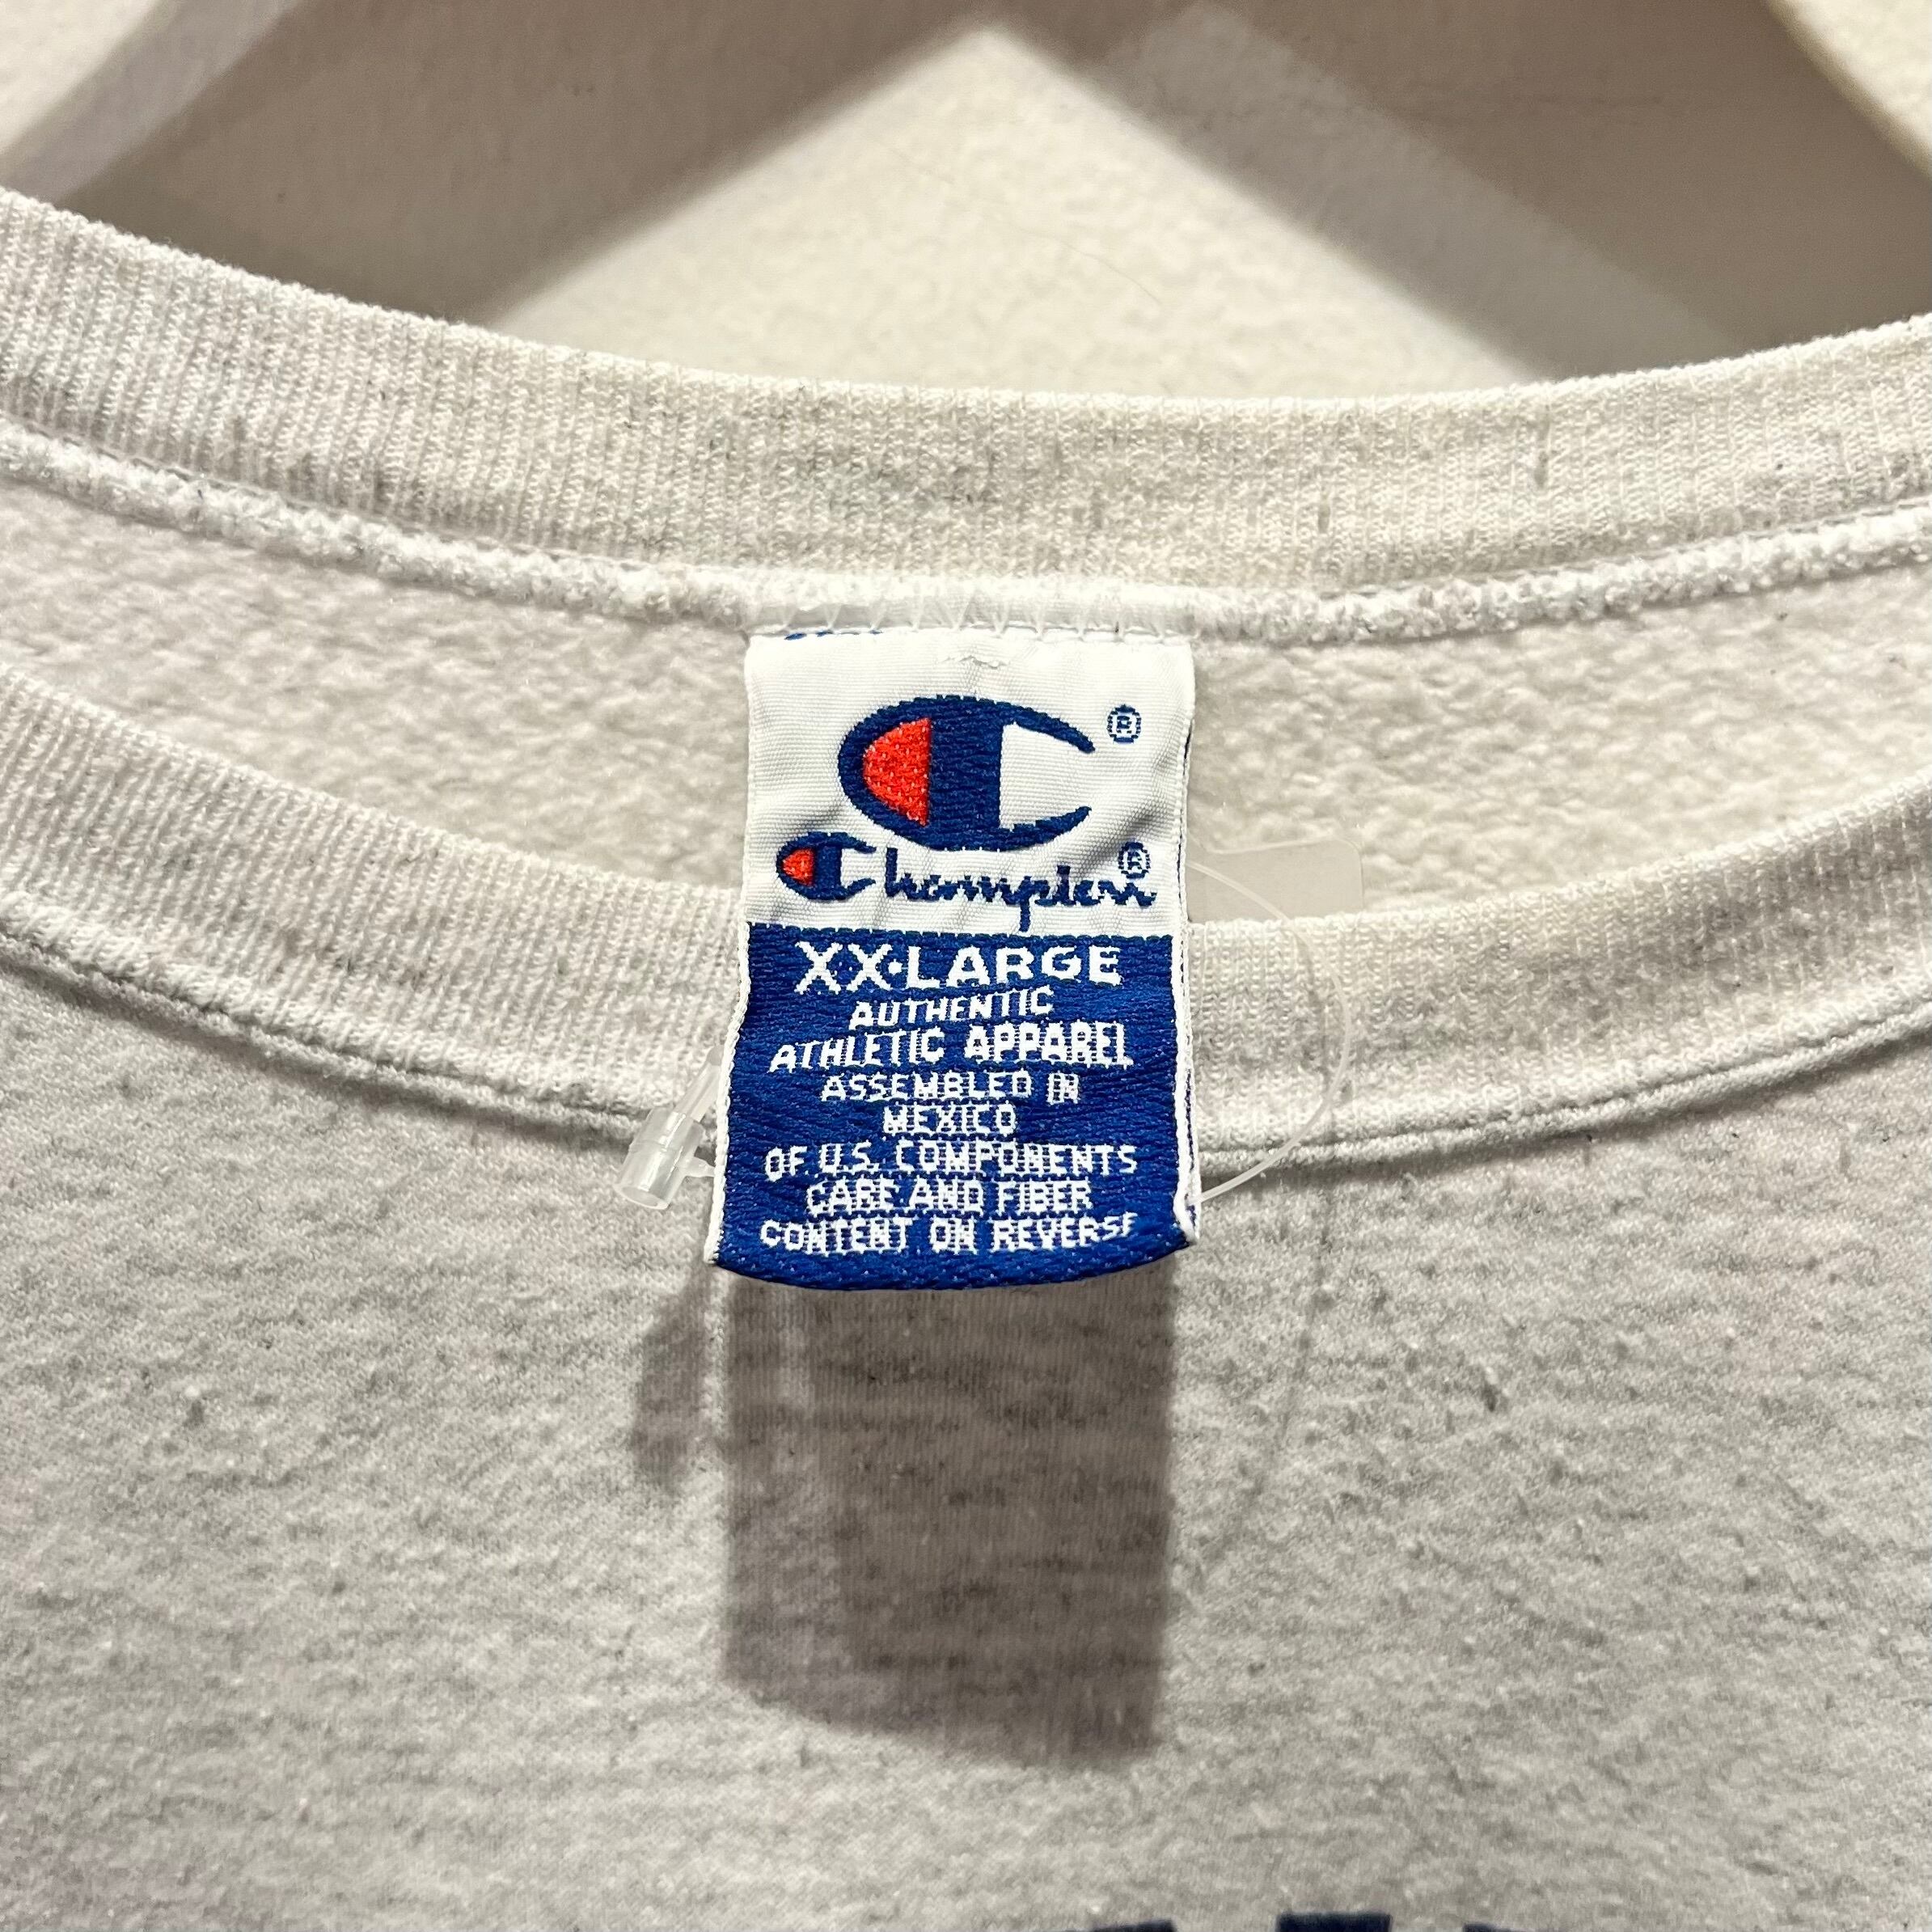 ®
Champion®
XX•LARGE
AUTHENTIC
ATHLETIC APPAREL
ASSEMBLED IN
MEXICO
OF U.S. COMPONENTS
CARE AND FIBER
CONTENT ON REVERSE